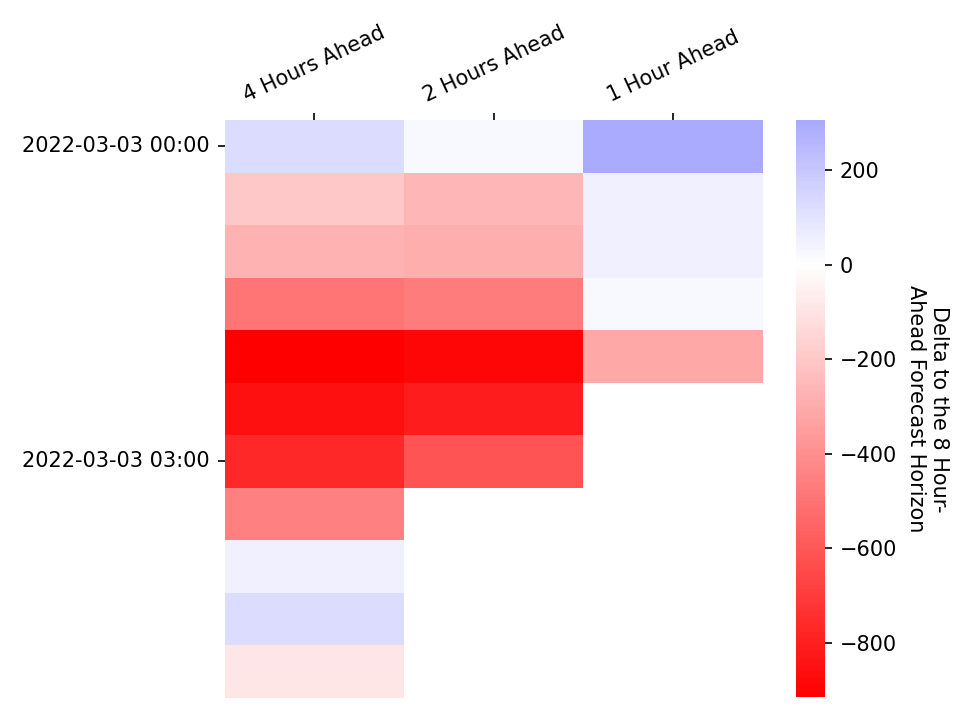 4 Hours Ahead
2 Hours Ahead
1 Hour Ahead
2022-03-03 00:00
2022-03-03 03:00
200
0
−200
−400
−600
−800
Delta to the 8 Hour-
Ahead Forecast Horizon